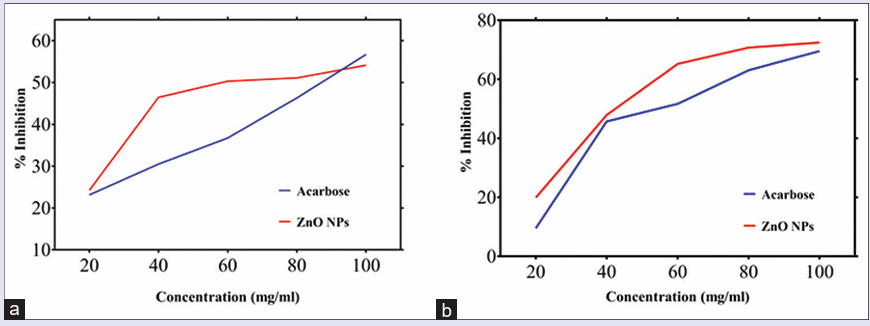 60
50
40
30
20
10
% Inhibition
Acarbose
ZnO NPs
20 40 60 80 100
Concentration (mg/ml)
a
80
60
40
20
0
% Inhibition
Acarbose
ZnO NPs
20 40 60 80 100
Concentration (mg/ml)
b